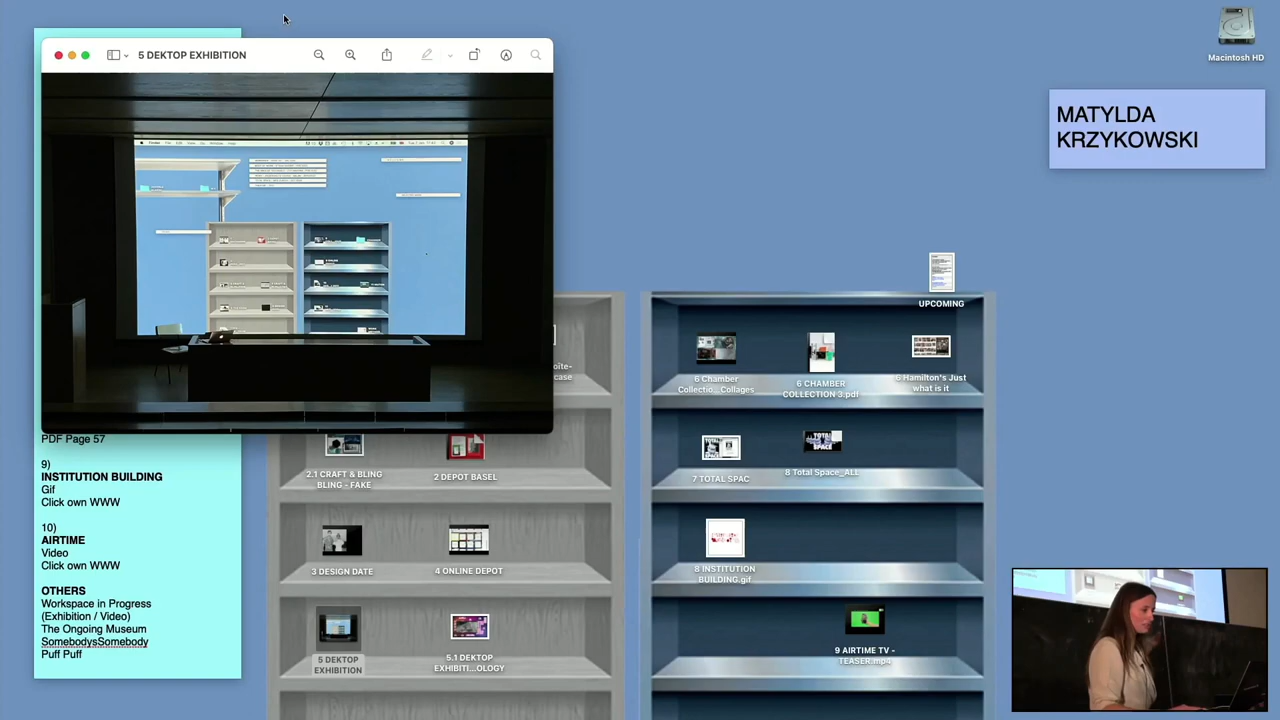 5 DEKTOP EXHIBITION
Macintosh HD
MATYLDA
KRZYKOWSKI
UPCOMING
case
6 Chamber
Collectio...Collages
6 CHAMBER
COLLECTION 3.pdf
6 Hamilton's Just
what is it
PDF Page 57
9)
INSTITUTION BUILDING
Gif
Click own WWW
10)
AIRTIME
Video
Click own WWW
OTHERS
Workspace in Progress
(Exhibition / Video)
The Ongoing Museum
SomebodysSomebody
Puff Puff
2.1 CRAFT & BLING
BLING - FAKE
2 DEPOT BASEL
7 TOTAL SPAC
8 Total Space_ALL
3 DESIGN DATE
4 ONLINE DEPOT
8 INSTITUTION
BUILDING.gif
5 DEKTOP
EXHIBITION
5.1 DEKTOP
EXHIBITI...OLOGY
9 AIRTIME TV -
TEASER.mp4